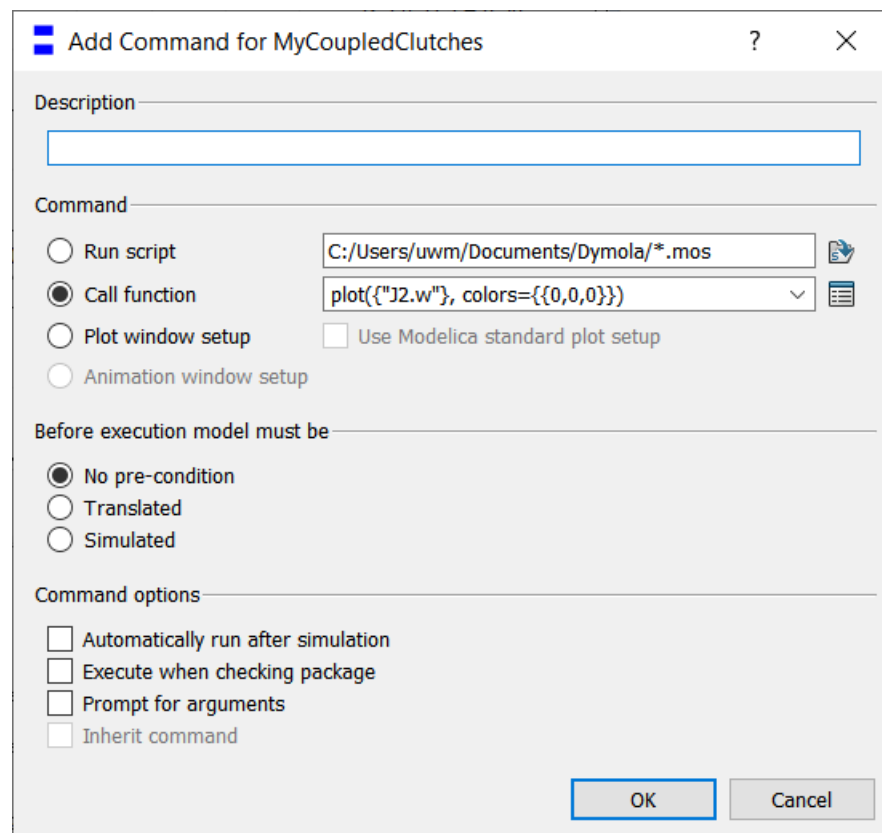 Add Command for MyCoupledClutches ?
Description
Command
Run script C:/Users/uwm/Documents/Dymola/*.mos
Call function plot({"J2.w"}, colors={{0,0,0}})
Plot window setup Use Modelica standard plot setup
Animation window setup
Before execution model must be
No pre-condition
Translated
Simulated
Command options
Automatically run after simulation
Execute when checking package
Prompt for arguments
Inherit command
OK Cancel